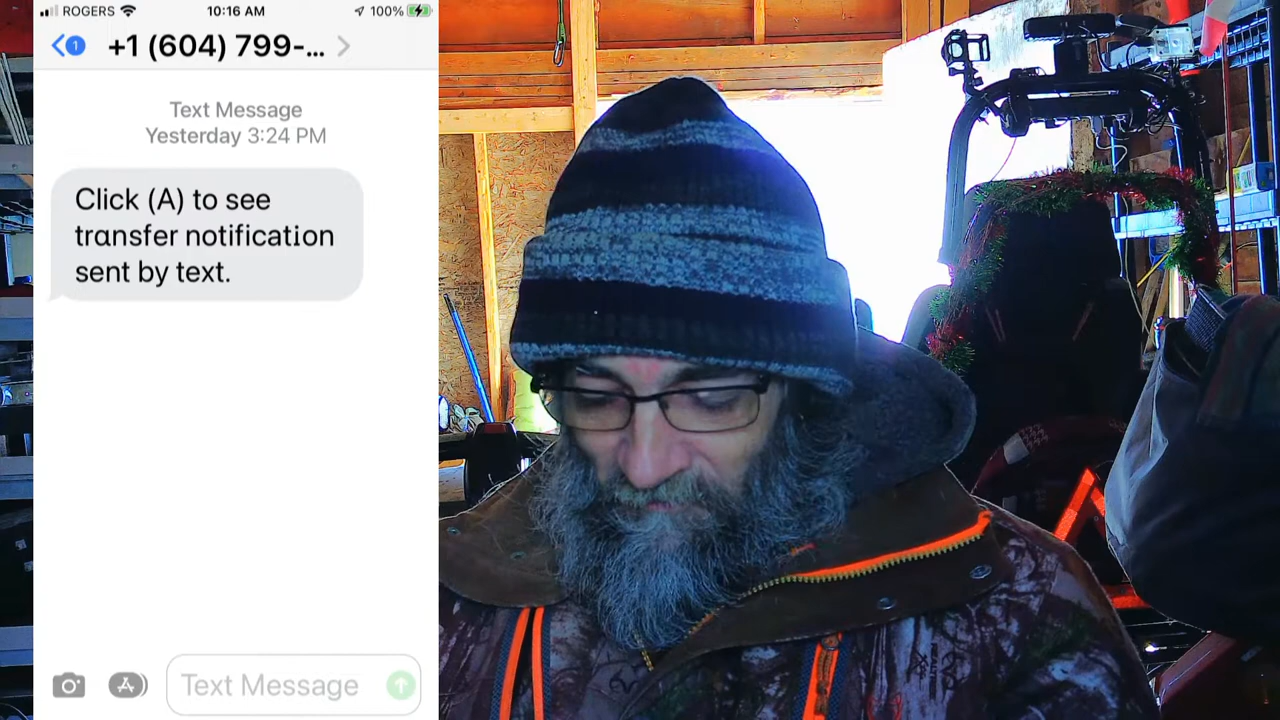 ROGERS
10:16 AM
100%
1
+1 (604) 799-...
Text Message
Yesterday 3:24 PM
Click (A) to see
transfer notification
sent by text.
Text Message